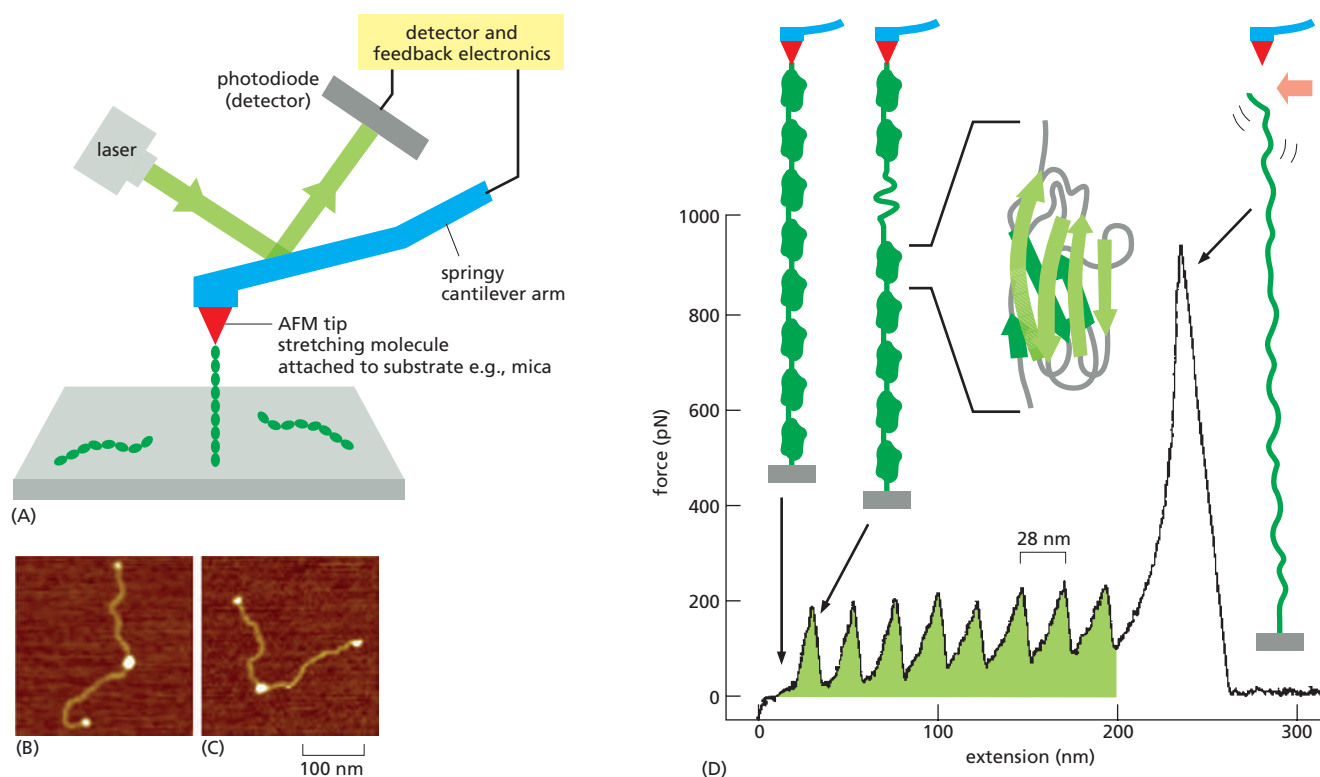 detector and
feedback electronics
photodiode
(detector)
laser
springy
cantilever arm
AFM tip
stretching molecule
attached to substrate e.g., mica
(A)
(B)
(C)
100 nm
1000
800
600
400
200
0
force (pN)
28 nm
0
100
200
300
extension (nm)
(D)